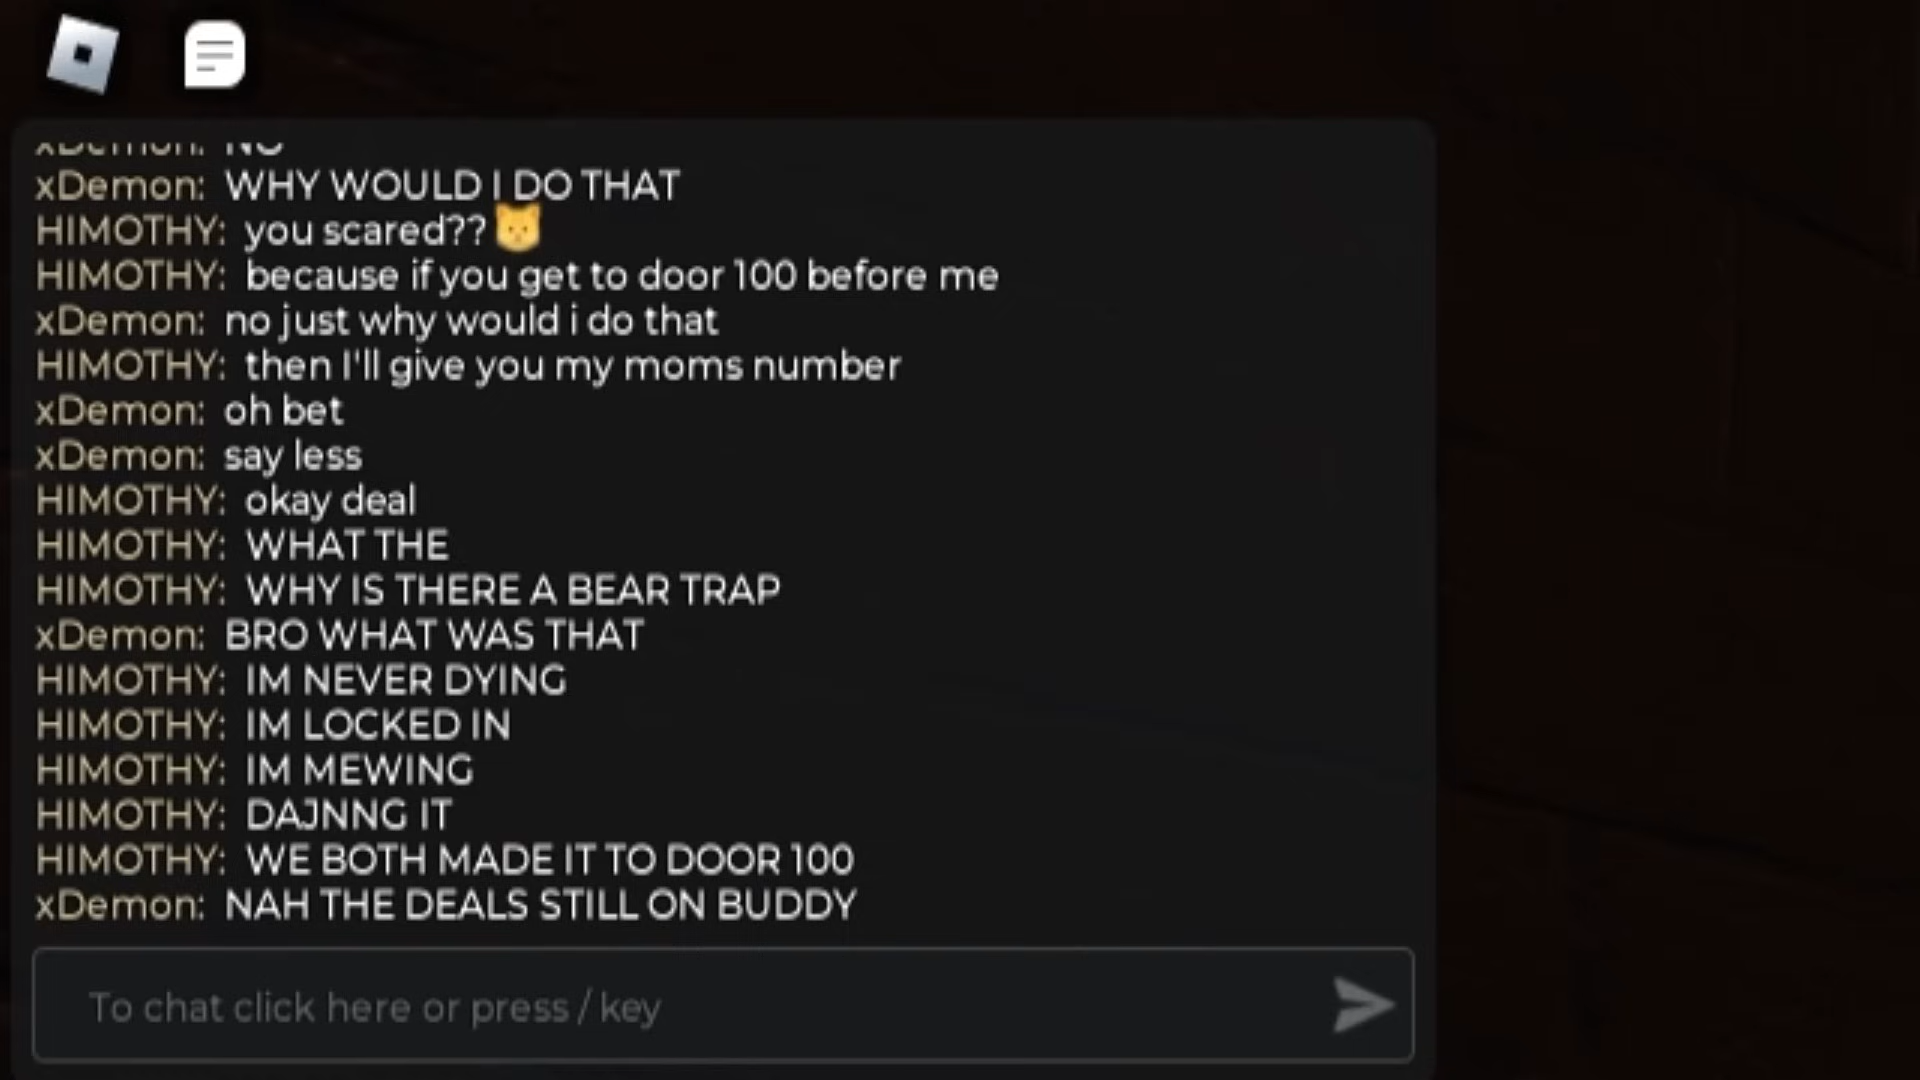 xDemon: NO
xDemon: WHY WOULD I DO THAT
HIMOTHY: you scared?? 🐱
HIMOTHY: because if you get to door 100 before me
xDemon: no just why would i do that
HIMOTHY: then I'll give you my moms number
xDemon: oh bet
xDemon: say less
HIMOTHY: okay deal
HIMOTHY: WHAT THE
HIMOTHY: WHY IS THERE A BEAR TRAP
xDemon: BRO WHAT WAS THAT
HIMOTHY: IM NEVER DYING
HIMOTHY: IM LOCKED IN
HIMOTHY: IM MEWING
HIMOTHY: DAJNNG IT
HIMOTHY: WE BOTH MADE IT TO DOOR 100
xDemon: NAH THE DEALS STILL ON BUDDY
To chat click here or press / key